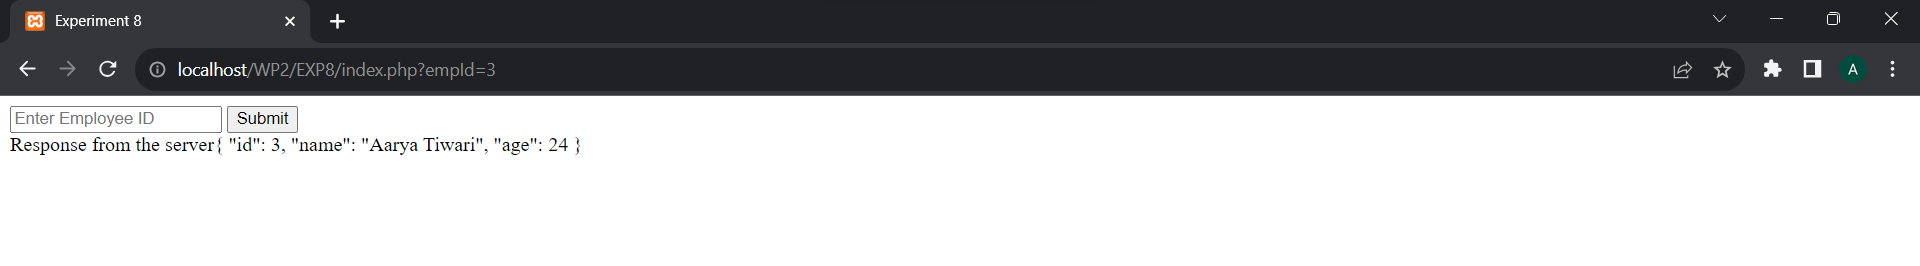 Experiment 8
localhost/WP2/EXP8/index.php?empId=3
A
Enter Employee ID Submit
Response from the server{ "id": 3, "name": "Aarya Tiwari", "age": 24 }